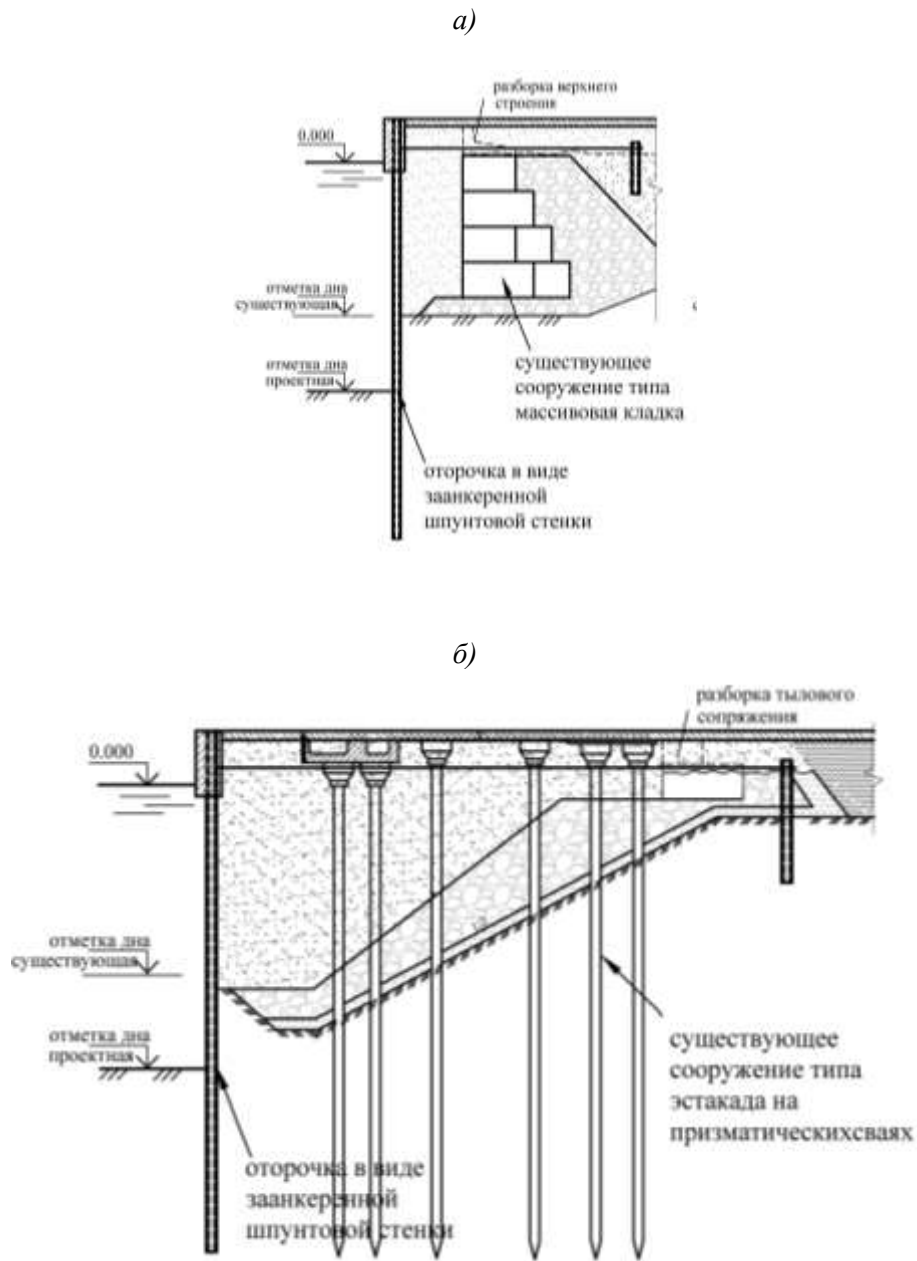 а)
разборка верхнего
строения
0.000
отметка дна
существующая
отметка дна
проектная
существующее
сооружение типа
массивовая кладка
оторочка в виде
заанкеренной
шпунтовой стенки
б)
разборка тылового
сопряжения
0.000
отметка дна
существующая
отметка дна
проектная
существующее
сооружение типа
эстакада на
призматическихсваях
оторочка в виде
заанкеренной
шпунтовой стенки